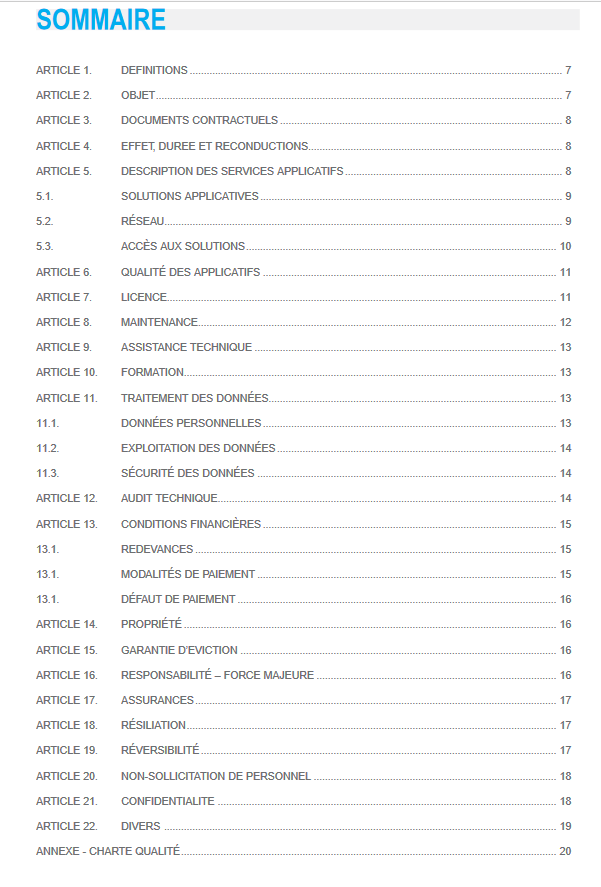 SOMMAIRE
ARTICLE 1. DEFINITIONS 7
ARTICLE 2. OBJET 7
ARTICLE 3. DOCUMENTS CONTRACTUELS 8
ARTICLE 4. EFFET, DUREE ET RECONDUCTIONS 8
ARTICLE 5. DESCRIPTION DES SERVICES APPLICATIFS 8
5.1. SOLUTIONS APPLICATIVES 9
5.2. RÉSEAU 9
5.3. ACCÈS AUX SOLUTIONS 10
ARTICLE 6. QUALITÉ DES APPLICATIFS 11
ARTICLE 7. LICENCE 11
ARTICLE 8. MAINTENANCE 12
ARTICLE 9. ASSISTANCE TECHNIQUE 13
ARTICLE 10. FORMATION 13
ARTICLE 11. TRAITEMENT DES DONNÉES 13
11.1. DONNÉES PERSONNELLES 13
11.2. EXPLOITATION DES DONNÉES 14
11.3. SÉCURITÉ DES DONNÉES 14
ARTICLE 12. AUDIT TECHNIQUE 14
ARTICLE 13. CONDITIONS FINANCIÈRES 15
13.1. REDEVANCES 15
13.1. MODALITÉS DE PAIEMENT 15
13.1. DÉFAUT DE PAIEMENT 16
ARTICLE 14. PROPRIÉTÉ 16
ARTICLE 15. GARANTIE D'EVICTION 16
ARTICLE 16. RESPONSABILITÉ – FORCE MAJEURE 16
ARTICLE 17. ASSURANCES 17
ARTICLE 18. RÉSILIATION 17
ARTICLE 19. RÉVERSIBILITÉ 17
ARTICLE 20. NON-SOLLICITATION DE PERSONNEL 18
ARTICLE 21. CONFIDENTIALITE 18
ARTICLE 22. DIVERS 19
ANNEXE - CHARTE QUALITÉ 20